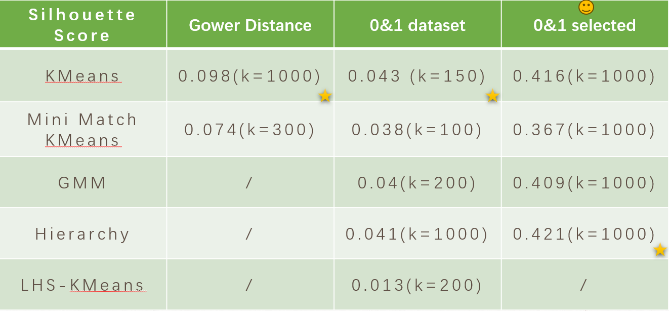 Silhouette Score Gower Distance 0&1 dataset 0&1 selected
KMeans 0.098(k=1000) 0.043 (k=150) 0.416(k=1000)
Mini Match KMeans 0.074(k=300) 0.038(k=100) 0.367(k=1000)
GMM / 0.04(k=200) 0.409(k=1000)
Hierarchy / 0.041(k=1000) 0.421(k=1000)
LHS-KMeans / 0.013(k=200) /